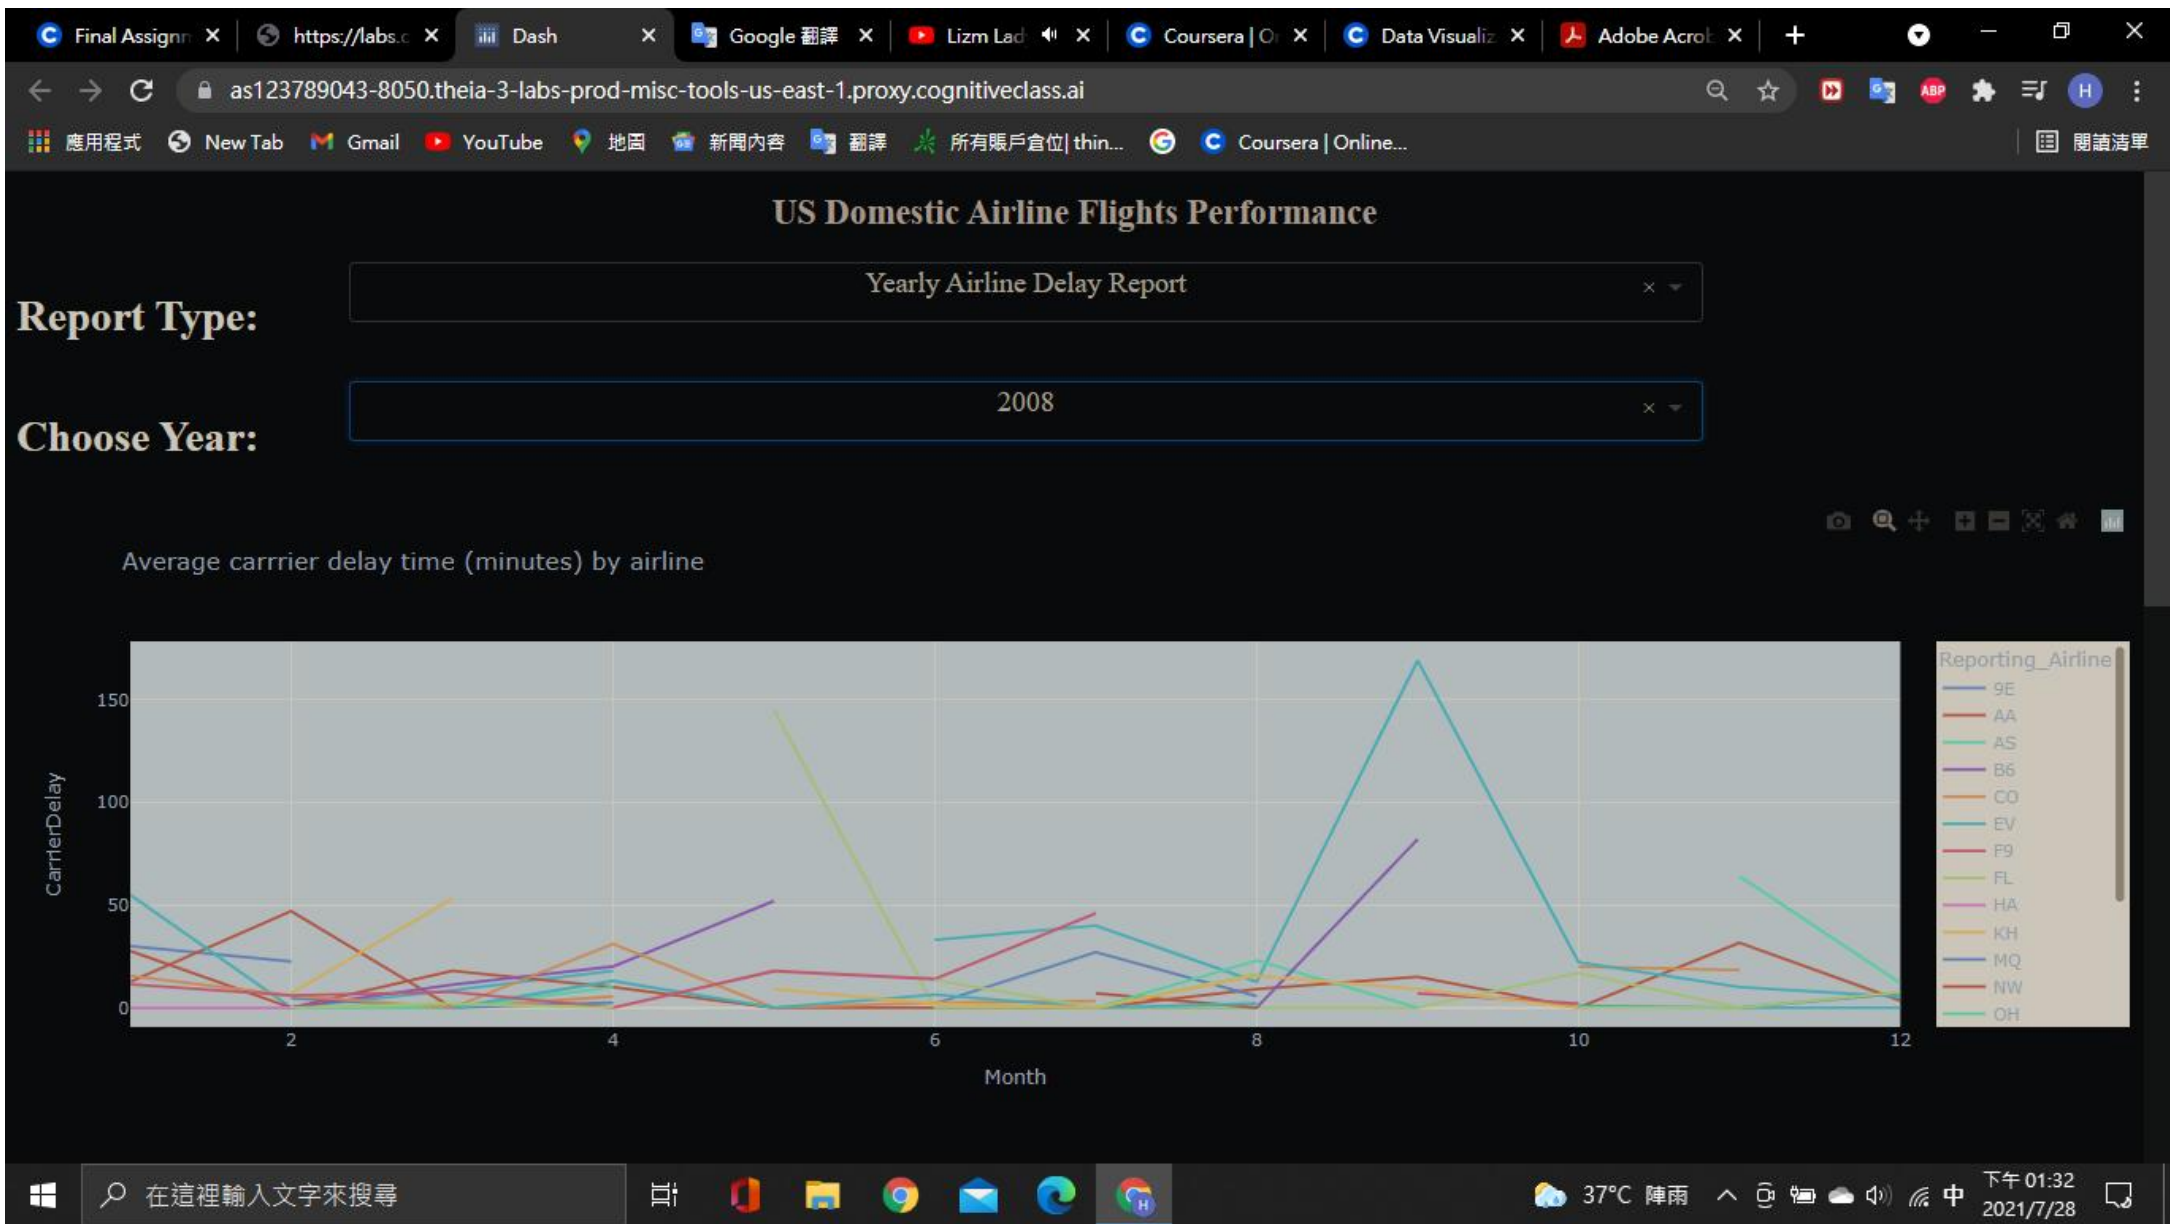 Final Assignm
https://labs.c
Dash
Google 翻譯
Lizm Lad
Coursera | O
Data Visualiz
Adobe Acrob
as123789043-8050.theia-3-labs-prod-misc-tools-us-east-1.proxy.cognitiveclass.ai
ABP
H
應用程式
New Tab
Gmail
YouTube
地圖
新聞內容
翻譯
所有賬戶倉位| thin...
Coursera | Online...
閱讀清單
US Domestic Airline Flights Performance
Report Type:
Yearly Airline Delay Report
Choose Year:
2008
Average carrrier delay time (minutes) by airline
Reporting_Airline
9E
AA
AS
B6
CO
EV
F9
FL
HA
KH
MQ
NW
OH
CarrierDelay
150
100
50
0
2
4
6
8
10
12
Month
在這裡輸入文字來搜尋
37°C 陣雨
中
下午 01:32
2021/7/28